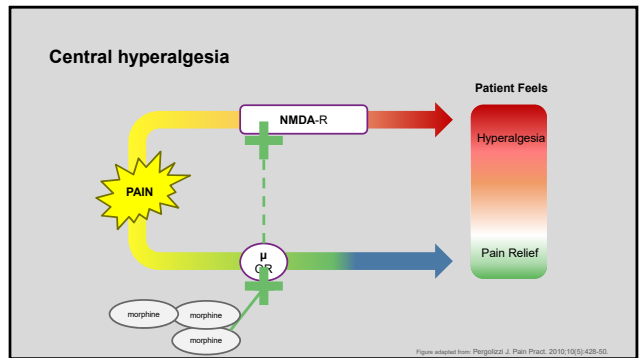 Central hyperalgesia
Patient Feels
NMDA-R
Hyperalgesia
PAIN
µ
OR
Pain Relief
morphine
morphine
morphine
Figure adapted from: Pergolizzi J. Pain Pract. 2010;10(5):428-50.